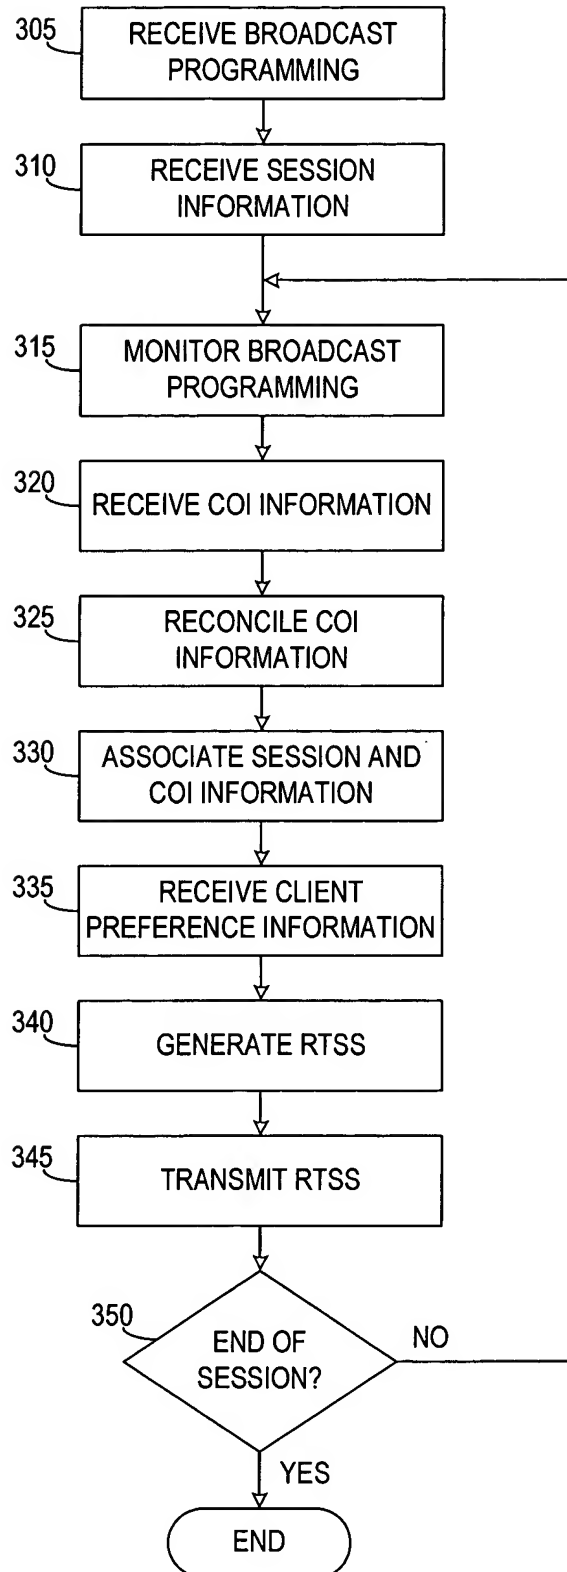 305
RECEIVE BROADCAST
PROGRAMMING
310
RECEIVE SESSION
INFORMATION
315
MONITOR BROADCAST
PROGRAMMING
320
RECEIVE COI INFORMATION
325
RECONCILE COI
INFORMATION
330
ASSOCIATE SESSION AND
COI INFORMATION
335
RECEIVE CLIENT
PREFERENCE INFORMATION
340
GENERATE RTSS
345
TRANSMIT RTSS
350
END OF
SESSION?
NO
YES
END